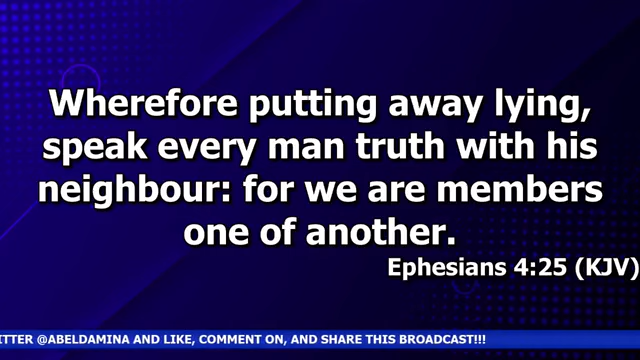 Wherefore putting away lying,
speak every man truth with his
neighbour: for we are members
one of another.
Ephesians 4:25 (KJV)
@ABELDAMINA AND LIKE, COMMENT ON, AND SHARE THIS BROADCAST!!!